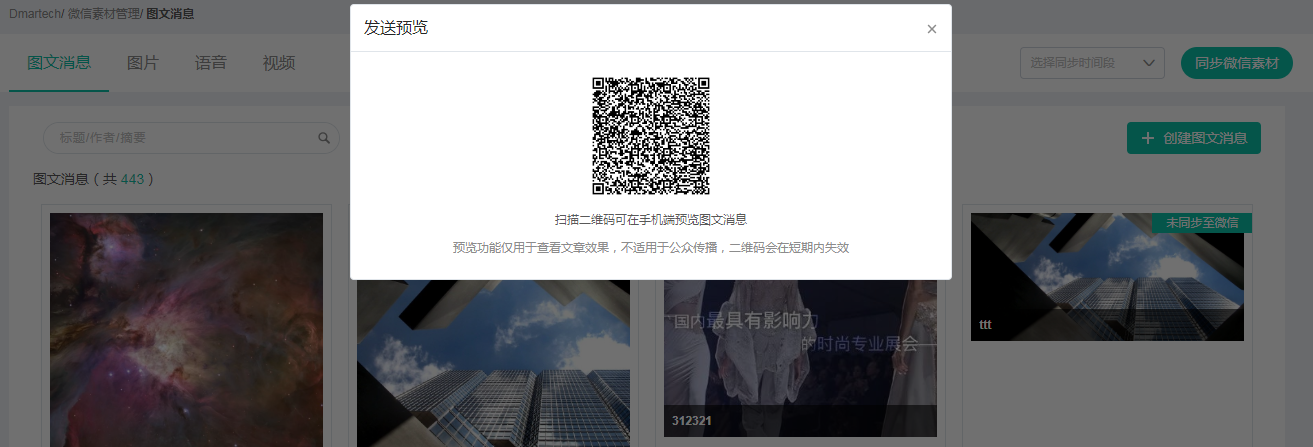 Dmartech/ 微信素材管理/ 图文消息
发送预览
×
图文消息 图片 语音 视频
选择同步时间段
同步微信素材
扫描二维码可在手机端预览图文消息
预览功能仅用于查看文章效果，不适用于公众传播，二维码会在短期内失效
标题/作者/摘要
+ 创建图文消息
图文消息（共 443）
未同步至微信
国内最具有影响力
的时尚专业展会
312321
ttt